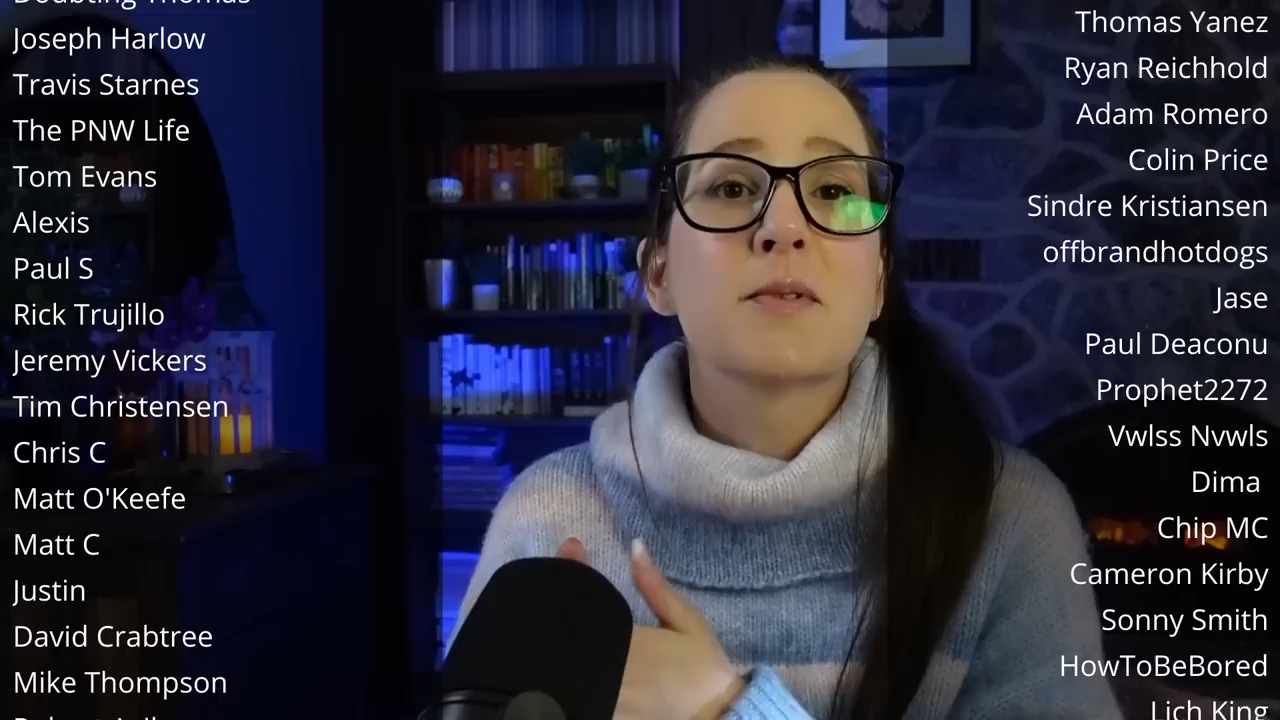 Doubting Thomas
Joseph Harlow
Travis Starnes
The PNW Life
Tom Evans
Alexis
Paul S
Rick Trujillo
Jeremy Vickers
Tim Christensen
Chris C
Matt O'Keefe
Matt C
Justin
David Crabtree
Mike Thompson
Thomas Yanez
Ryan Reichhold
Adam Romero
Colin Price
Sindre Kristiansen
offbrandhotdogs
Jase
Paul Deaconu
Prophet2272
Vwlss Nvwls
Dima
Chip MC
Cameron Kirby
Sonny Smith
HowToBeBored
Lich King